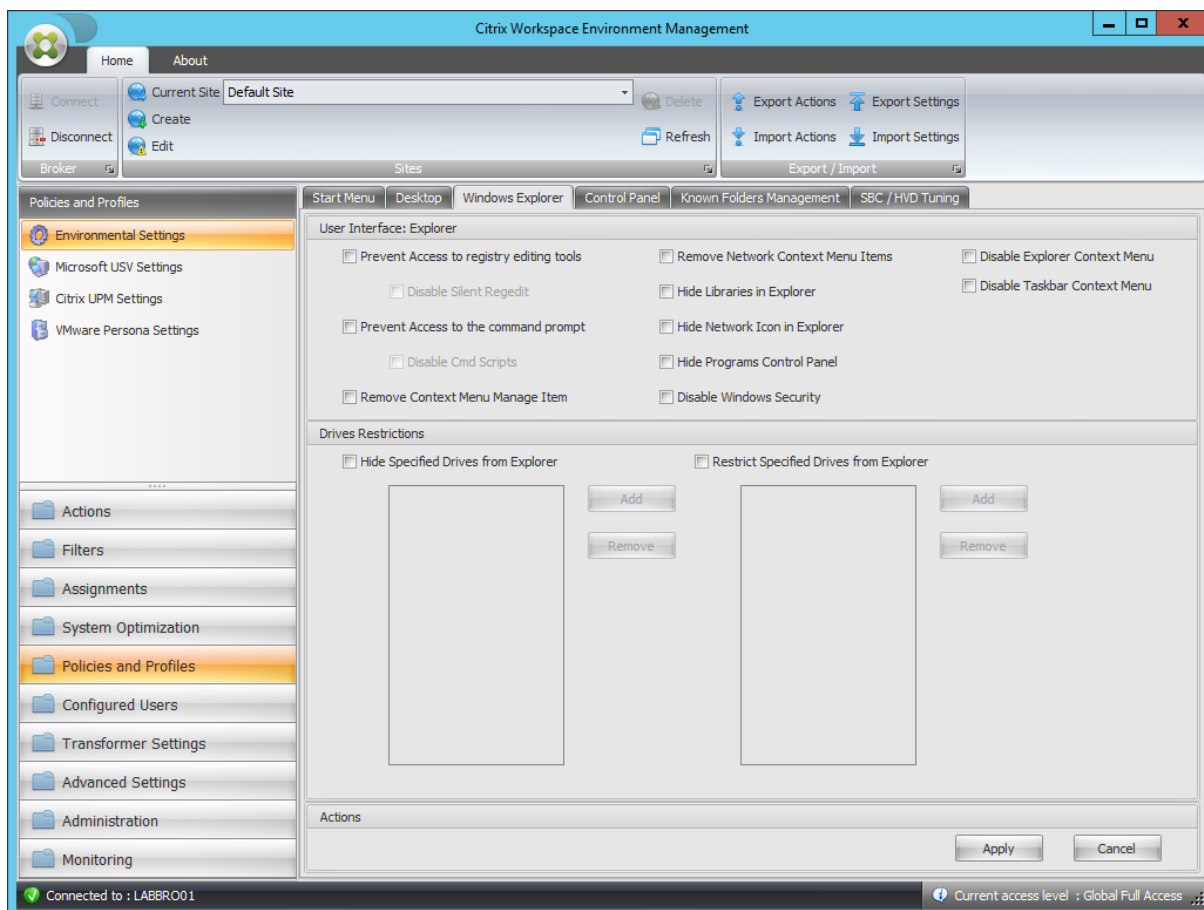 Citrix Workspace Environment Management
Home About
Connect
Disconnect
Broker
Current Site Default Site
Create
Edit
Delete
Refresh
Sites
Export Actions Export Settings
Import Actions Import Settings
Export / Import
Policies and Profiles
Environmental Settings
Microsoft USV Settings
Citrix UPM Settings
VMware Persona Settings
Actions
Filters
Assignments
System Optimization
Policies and Profiles
Configured Users
Transformer Settings
Advanced Settings
Administration
Monitoring
Start Menu Desktop Windows Explorer Control Panel Known Folders Management SBC / HVD Tuning
User Interface: Explorer
Prevent Access to registry editing tools
Disable Silent Regedit
Prevent Access to the command prompt
Disable Cmd Scripts
Remove Context Menu Manage Item
Remove Network Context Menu Items
Hide Libraries in Explorer
Hide Network Icon in Explorer
Hide Programs Control Panel
Disable Windows Security
Disable Explorer Context Menu
Disable Taskbar Context Menu
Drives Restrictions
Hide Specified Drives from Explorer
Add
Remove
Restrict Specified Drives from Explorer
Add
Remove
Actions
Apply Cancel
Connected to : LABBRO01
Current access level : Global Full Access